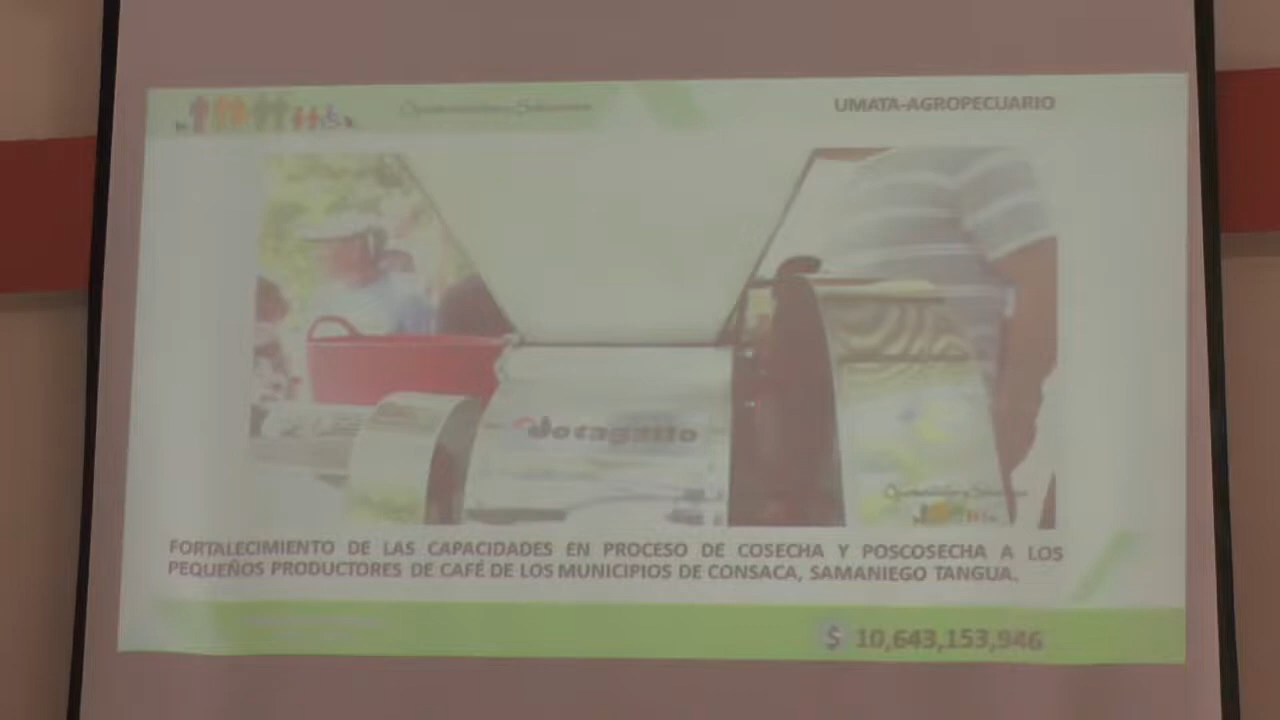 UMATA-AGROPECUARIO
Jotagallo
FORTALECIMIENTO DE LAS CAPACIDADES EN PROCESO DE COSECHA Y POSCOSECHA A LOS
PEQUEÑOS PRODUCTORES DE CAFÉ DE LOS MUNICIPIOS DE CONSACA, SAMANIEGO TANGUA.
$ 10,643,153,946